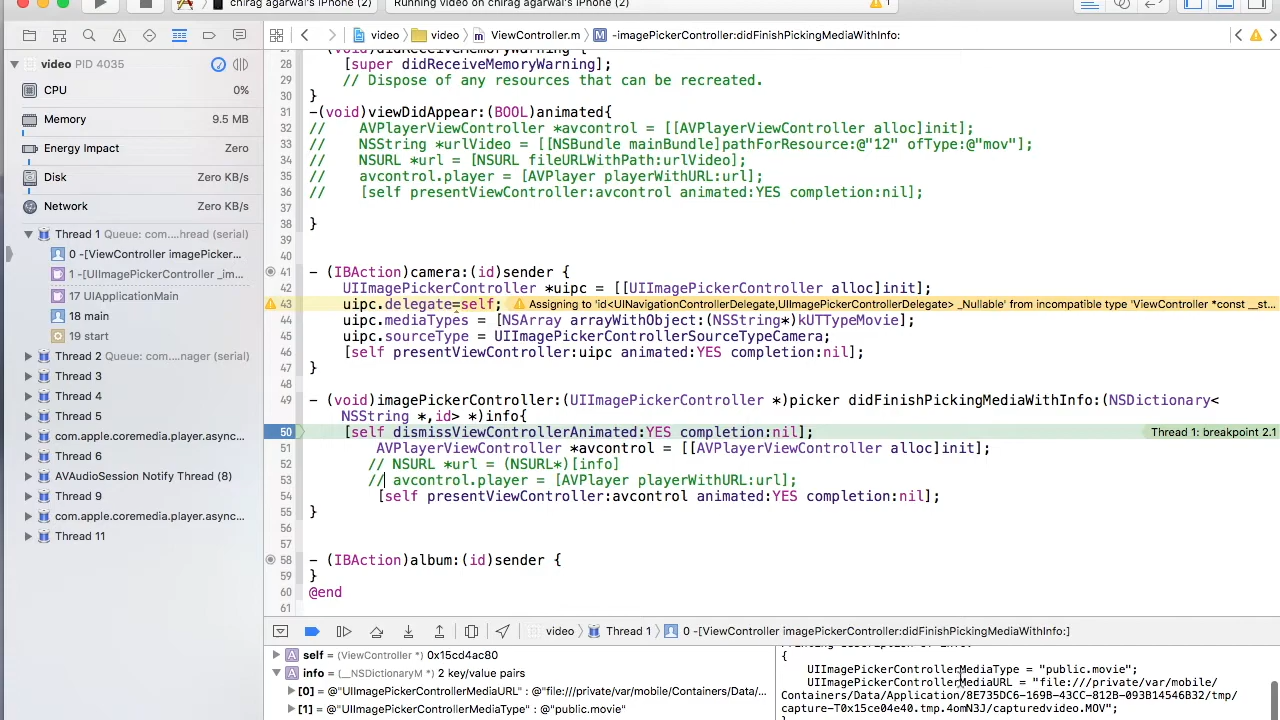 chirag agarwal's iPhone (2)
Running video on chirag agarwal's iPhone (2)
1
video
video
ViewController.m
M -imagePickerController:didFinishPickingMediaWithInfo:
video PID 4035
CPU 0%
Memory 9.5 MB
Energy Impact Zero
Disk Zero KB/s
Network Zero KB/s
Thread 1 Queue: com....hread (serial)
0 -[ViewController imagePicker...
1 -[UIImagePickerController _im...
17 UIApplicationMain
18 main
19 start
Thread 2 Queue: com....nager (serial)
Thread 3
Thread 4
Thread 5
com.apple.coremedia.player.async...
Thread 6
AVAudioSession Notify Thread (8)
Thread 9
com.apple.coremedia.player.async...
Thread 11
27 - (void)didReceiveMemoryWarning {
28 [super didReceiveMemoryWarning];
29 // Dispose of any resources that can be recreated.
30 }
31 -(void)viewDidAppear:(BOOL)animated{
32 // AVPlayerViewController *avcontrol = [[AVPlayerViewController alloc]init];
33 // NSString *urlVideo = [[NSBundle mainBundle]pathForResource:@"12" ofType:@"mov"];
34 // NSURL *url = [NSURL fileURLWithPath:urlVideo];
35 // avcontrol.player = [AVPlayer playerWithURL:url];
36 // [self presentViewController:avcontrol animated:YES completion:nil];
37
38 }
39
40
41 - (IBAction)camera:(id)sender {
42 UIImagePickerController *uipc = [[UIImagePickerController alloc]init];
43 uipc.delegate=self; Assigning to 'id<UINavigationControllerDelegate,UIImagePickerControllerDelegate> _Nullable' from incompatible type 'ViewController *const __st...
44 uipc.mediaTypes = [NSArray arrayWithObject:(NSString*)kUTTypeMovie];
45 uipc.sourceType = UIImagePickerControllerSourceTypeCamera;
46 [self presentViewController:uipc animated:YES completion:nil];
47 }
48
49 - (void)imagePickerController:(UIImagePickerController *)picker didFinishPickingMediaWithInfo:(NSDictionary<
NSString *,id> *)info{
50 [self dismissViewControllerAnimated:YES completion:nil]; Thread 1: breakpoint 2.1
51 AVPlayerViewController *avcontrol = [[AVPlayerViewController alloc]init];
52 // NSURL *url = (NSURL*)[info]
53 // avcontrol.player = [AVPlayer playerWithURL:url];
54 [self presentViewController:avcontrol animated:YES completion:nil];
55 }
56
57
58 - (IBAction)album:(id)sender {
59 }
60 @end
61
video
Thread 1
0 -[ViewController imagePickerController:didFinishPickingMediaWithInfo:]
A self = (ViewController *) 0x15cd4ac80
A info = (__NSDictionaryM *) 2 key/value pairs
[0] = @"UIImagePickerControllerMediaURL" : @"file:///private/var/mobile/Containers/Data/...
[1] = @"UIImagePickerControllerMediaType" : @"public.movie"
Printing description of info:
{
UIImagePickerControllerMediaType = "public.movie";
UIImagePickerControllerMediaURL = "file:///private/var/mobile/
Containers/Data/Application/8E735DC6-169B-43CC-812B-093B14546B32/tmp/
capture-T0x15ce04e40.tmp.4omN3J/capturedvideo.MOV";
}